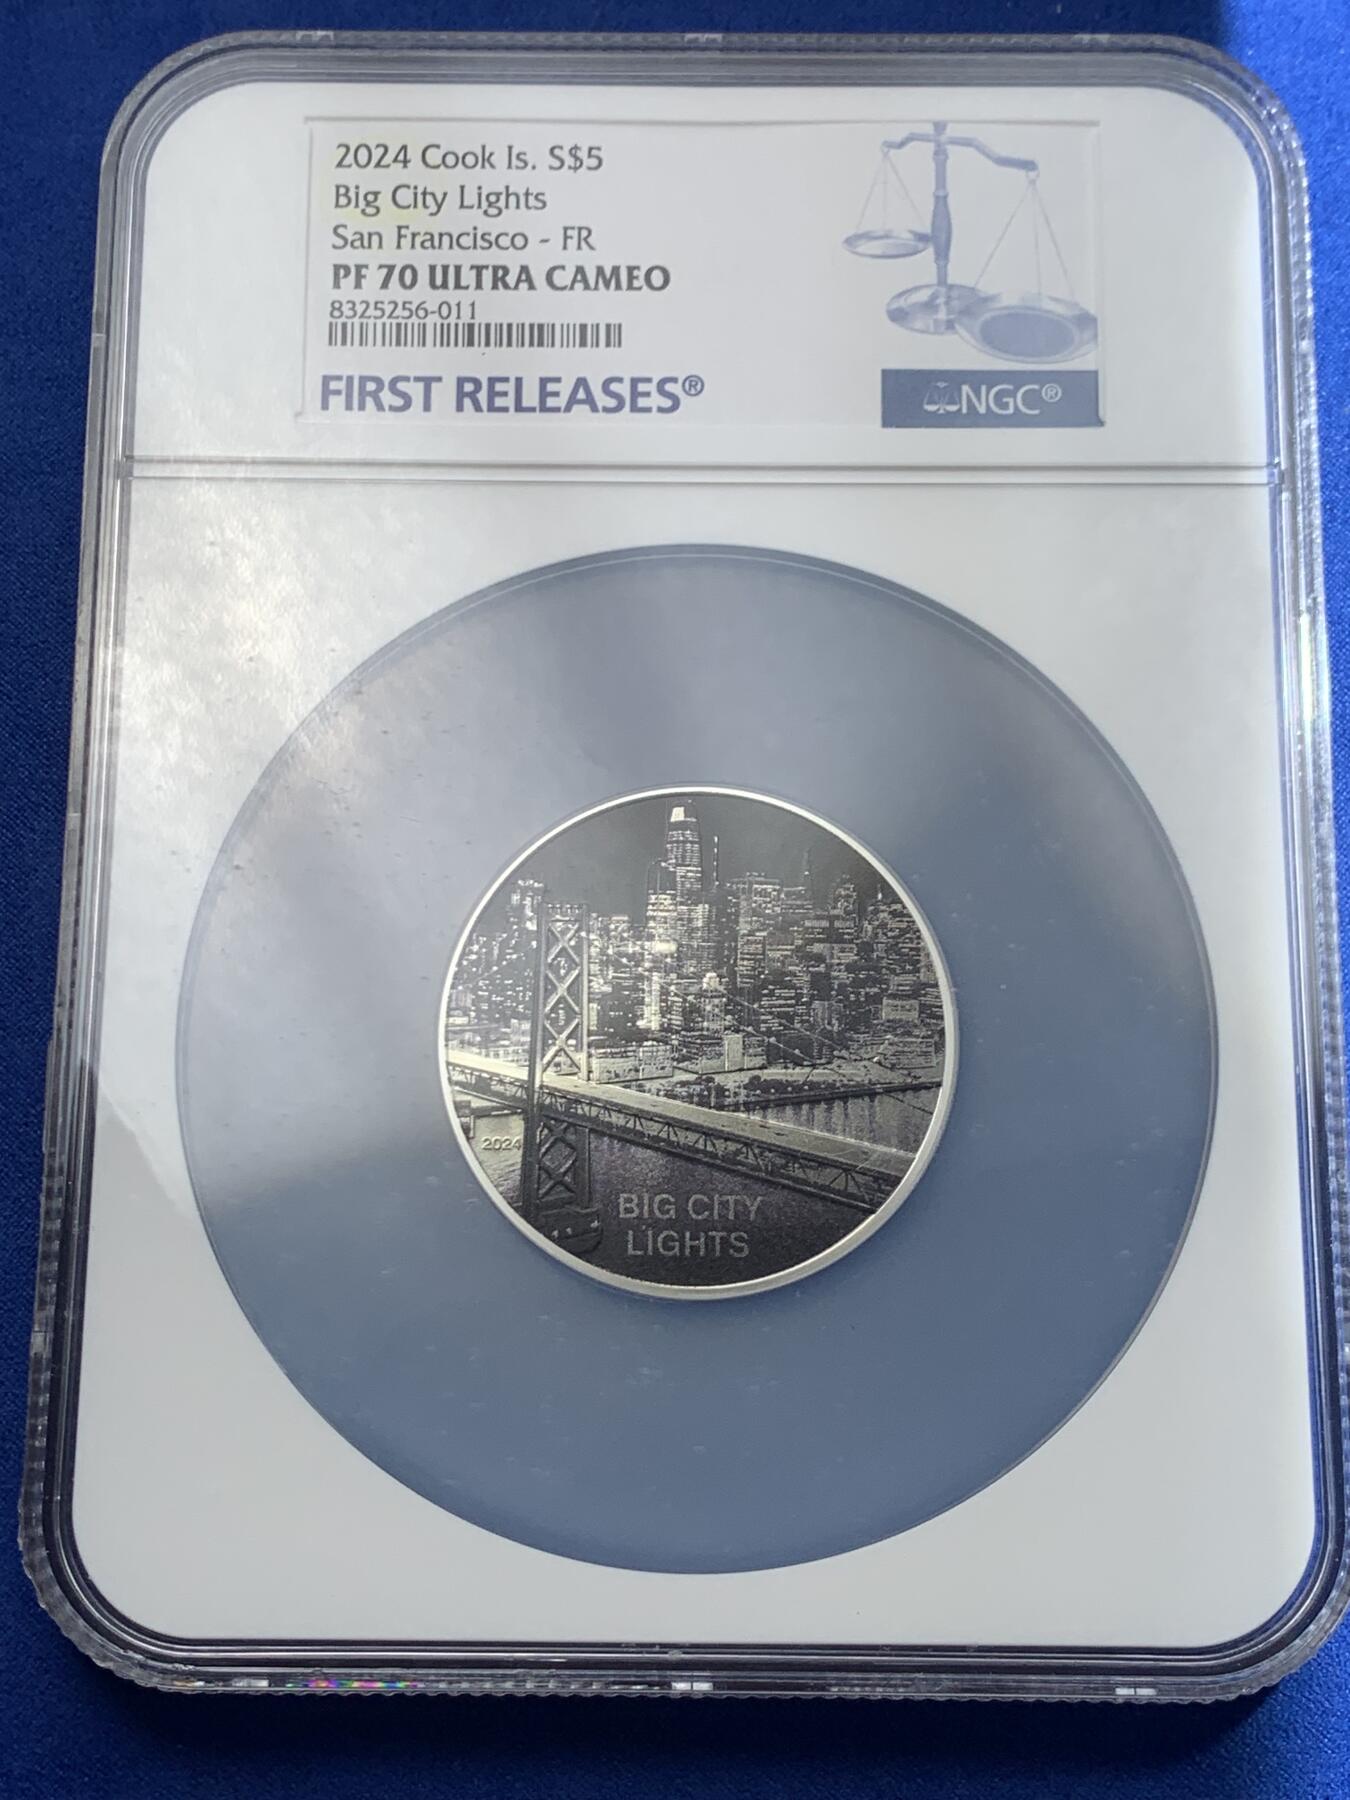 2024 Cook Is. S$5
Big City Lights
San Francisco - FR
PF 70 ULTRA CAMEO
8325256-011
FIRST RELEASES®
NGC®
2024
BIG CITY
LIGHTS